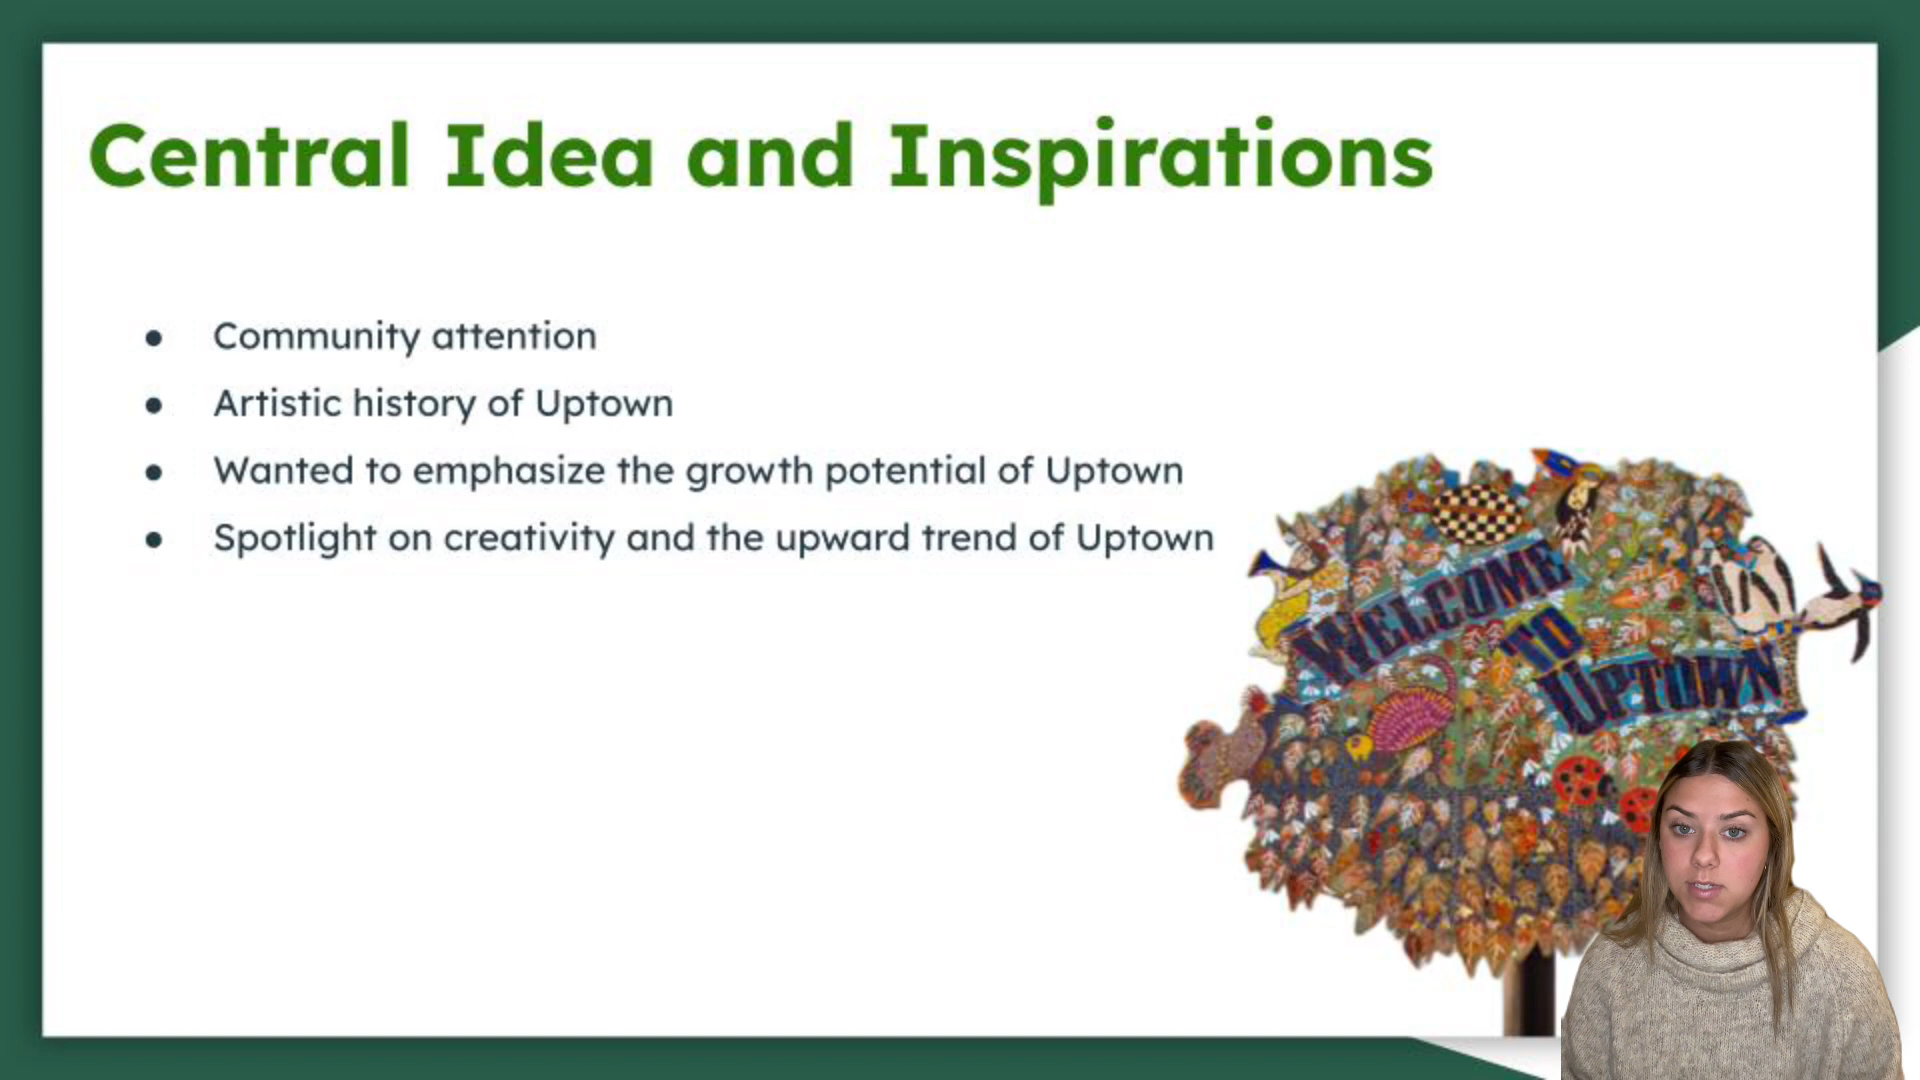 Central Idea and Inspirations
● Community attention
● Artistic history of Uptown
● Wanted to emphasize the growth potential of Uptown
● Spotlight on creativity and the upward trend of Uptown
WELCOME
TO
UPTOWN